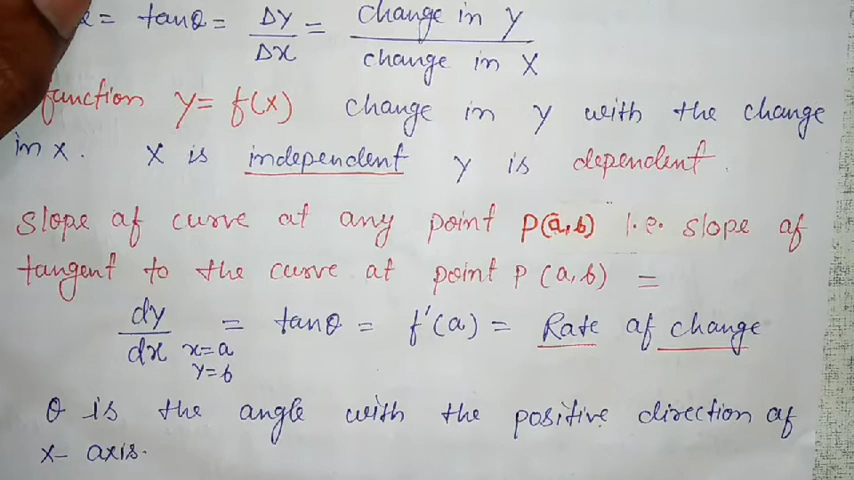 = tanθ = Δy/Δx = change in y/change in x
function y = f(x) change in y with the change
in x. x is independent y is dependent.
Slope of curve at any point P(a,b) i.e. slope of
tangent to the curve at point P (a,b) =
dy/dx x=a y=b = tanθ = f'(a) = Rate of change
θ is the angle with the positive direction of
x- axis.